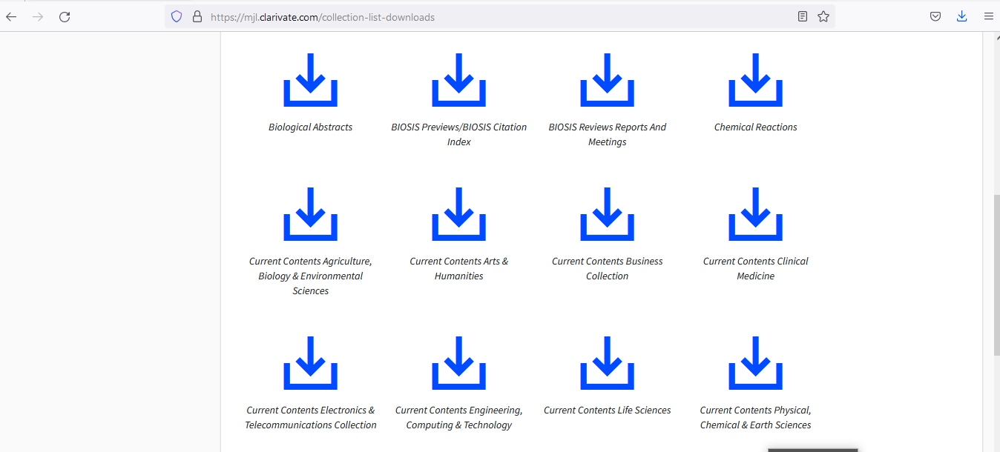 https://mjl.clarivate.com/collection-list-downloads
Biological Abstracts
BIOSIS Previews/BIOSIS Citation
Index
BIOSIS Reviews Reports And
Meetings
Chemical Reactions
Current Contents Agriculture,
Biology & Environmental
Sciences
Current Contents Arts &
Humanities
Current Contents Business
Collection
Current Contents Clinical
Medicine
Current Contents Electronics &
Telecommunications Collection
Current Contents Engineering,
Computing & Technology
Current Contents Life Sciences
Current Contents Physical,
Chemical & Earth Sciences